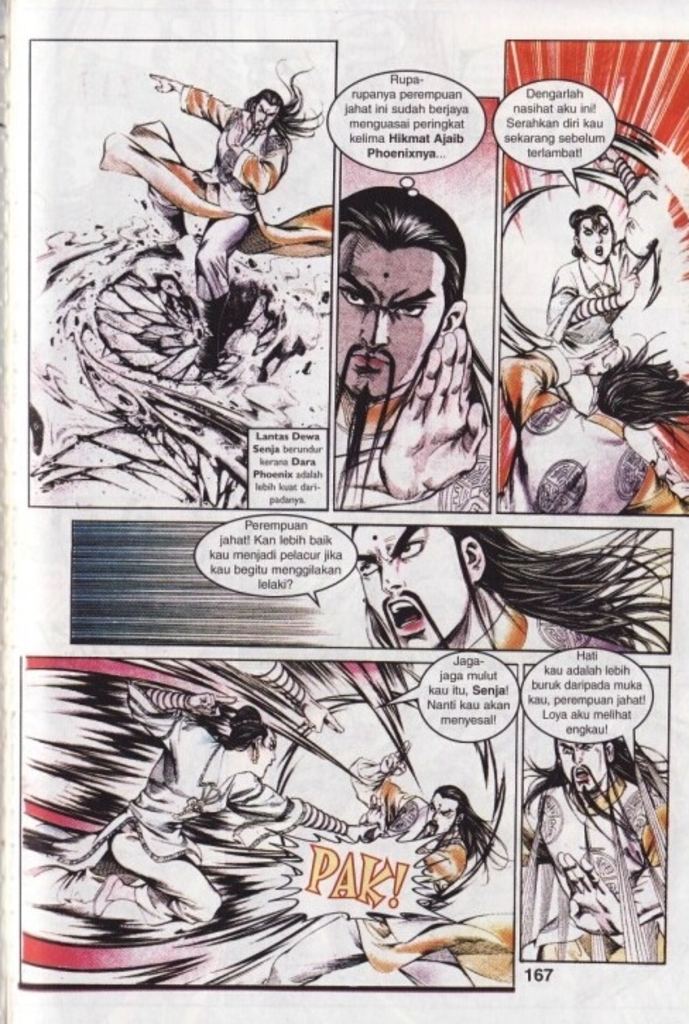 Rupa-
rupanya perempuan
jahat ini sudah berjaya
menguasai peringkat
kelima Hikmat Ajaib
Phoenixnya...
Dengarlah
nasihat aku ini!
Serahkan diri kau
sekarang sebelum
terlambat!
Lantas Dewa
Senja berundur
kerana Dara
Phoenix adalah
lebih kuat dari-
padanya.
Perempuan
jahat! Kan lebih baik
kau menjadi pelacur jika
kau begitu menggilakan
lelaki?
Jaga-
jaga mulut
kau itu, Senja!
Nanti kau akan
menyesal!
Hati
kau adalah lebih
buruk daripada muka
kau, perempuan jahat!
Loya aku melihat
engkau!
PAK!
167